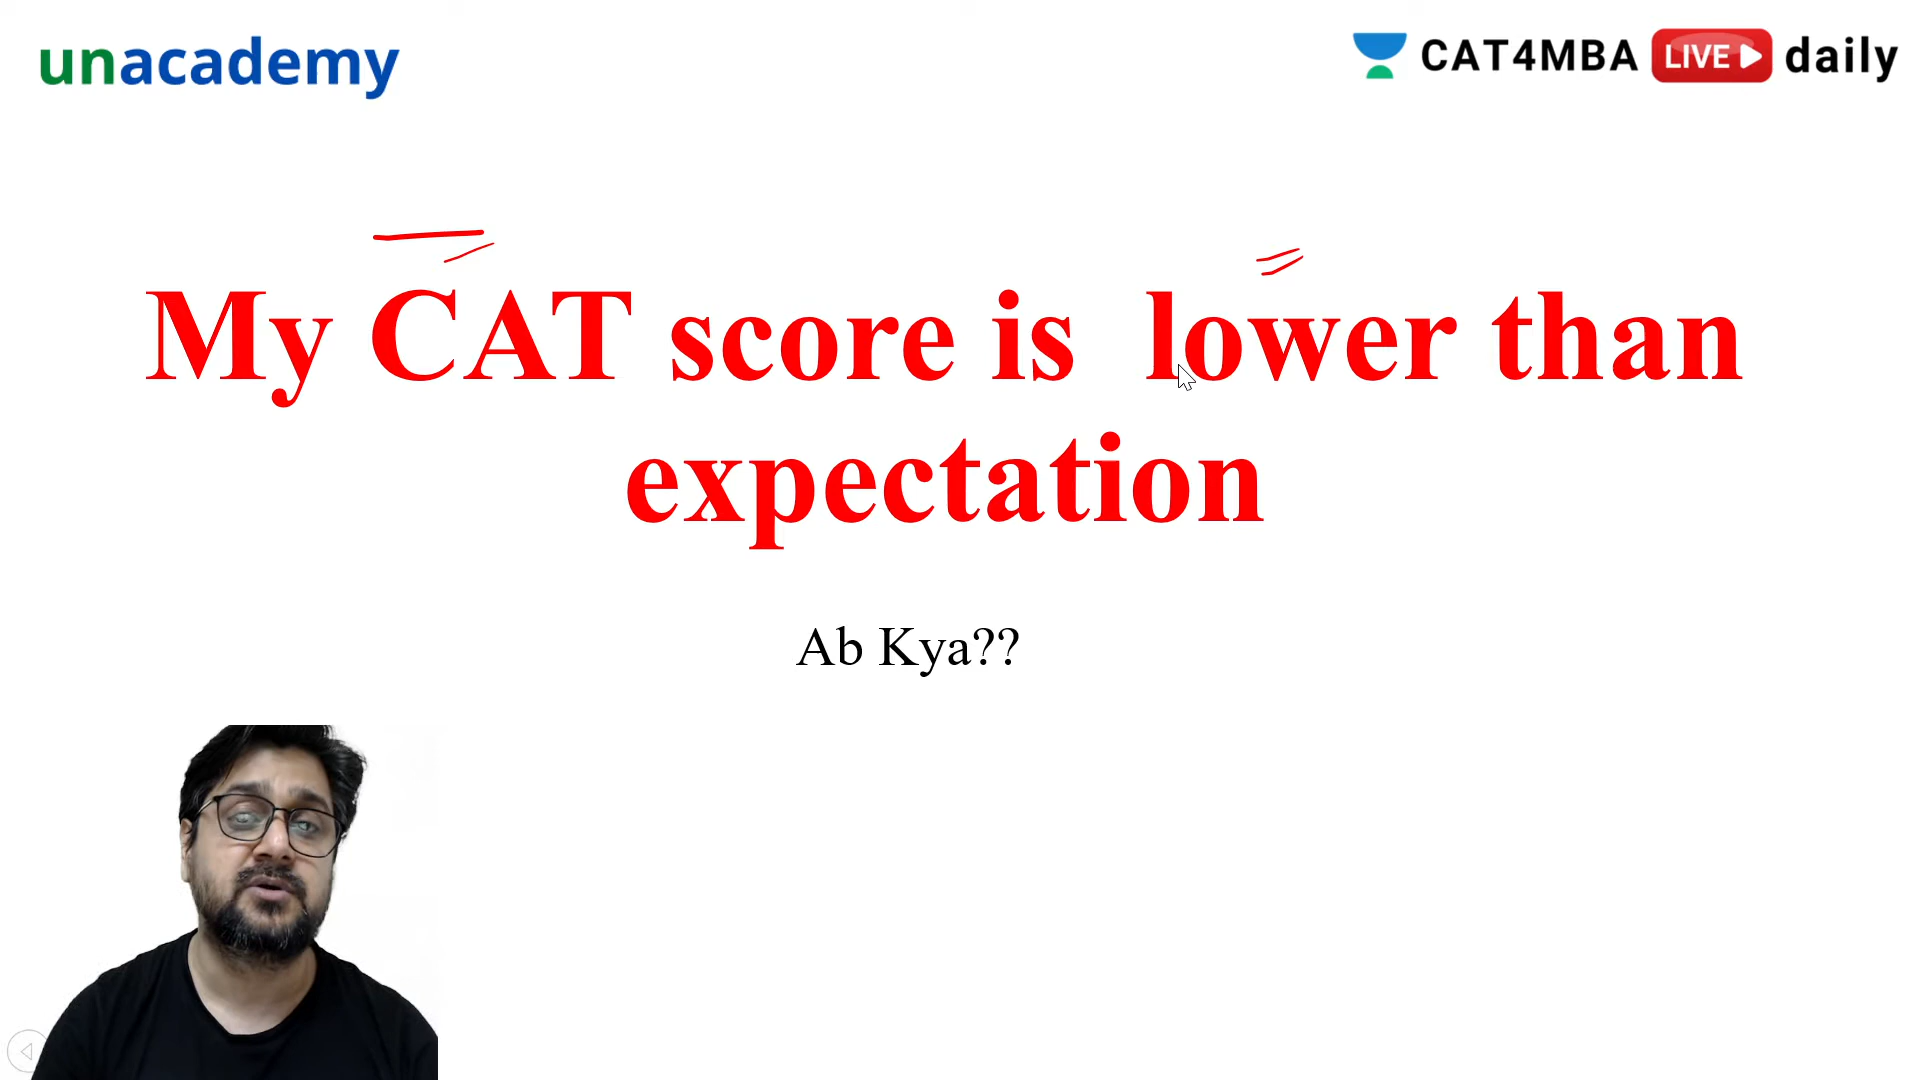 unacademy
CAT4MBA LIVE daily
My CAT score is lower than
expectation
Ab Kya??